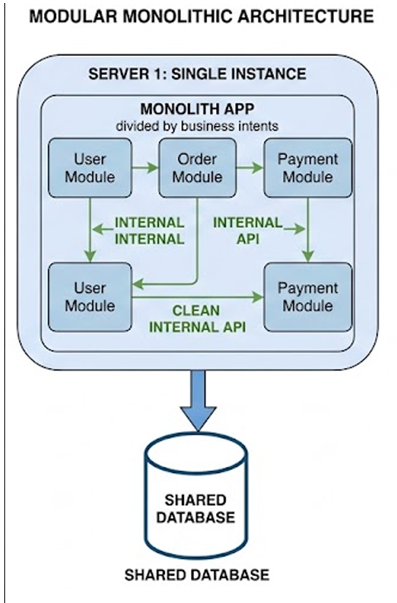 MODULAR MONOLITHIC ARCHITECTURE
SERVER 1: SINGLE INSTANCE
MONOLITH APP
divided by business intents
User
Module
Order
Module
Payment
Module
INTERNAL
INTERNAL
INTERNAL
API
User
Module
Payment
Module
CLEAN
INTERNAL API
SHARED
DATABASE
SHARED DATABASE